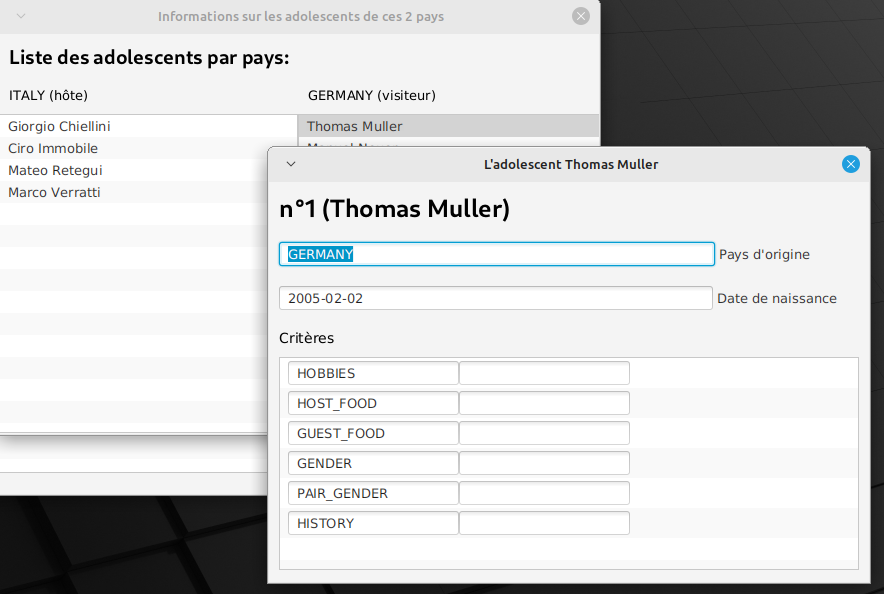 Informations sur les adolescents de ces 2 pays
Liste des adolescents par pays:
ITALY (hôte)
GERMANY (visiteur)
Giorgio Chiellini
Ciro Immobile
Mateo Retegui
Marco Verratti
Thomas Muller
L'adolescent Thomas Muller
n°1 (Thomas Muller)
GERMANY Pays d'origine
2005-02-02 Date de naissance
Critères
HOBBIES
HOST_FOOD
GUEST_FOOD
GENDER
PAIR_GENDER
HISTORY